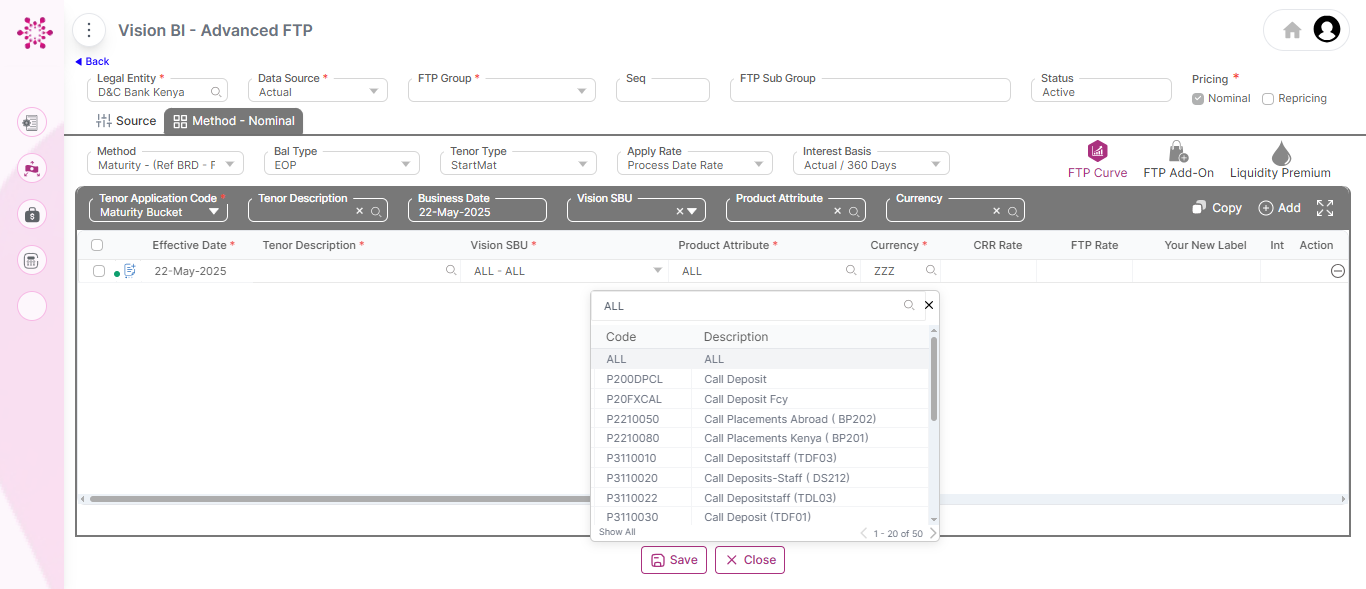 Vision BI - Advanced FTP
Back
Legal Entity * Data Source * FTP Group * Seq FTP Sub Group Status Pricing *
D&C Bank Kenya Actual Active Nominal Repricing
Source Method - Nominal
Method Bal Type Tenor Type Apply Rate Interest Basis
Maturity - (Ref BRD - F EOP StartMat Process Date Rate Actual / 360 Days
FTP Curve FTP Add-On Liquidity Premium
Tenor Application Code * Tenor Description Business Date Vision SBU Product Attribute Currency
Maturity Bucket 22-May-2025 Copy Add
Effective Date * Tenor Description * Vision SBU * Product Attribute * Currency * CRR Rate FTP Rate Your New Label Int Action
22-May-2025 ALL - ALL ALL ZZZ
ALL
Code Description
ALL ALL
P200DPCL Call Deposit
P20FXCAL Call Deposit Fcy
P2210050 Call Placements Abroad ( BP202)
P2210080 Call Placements Kenya ( BP201)
P3110010 Call Depositstaff (TDF03)
P3110020 Call Deposits-Staff ( DS212)
P3110022 Call Depositstaff (TDL03)
P3110030 Call Deposit (TDF01)
Show All 1 - 20 of 50
Save Close